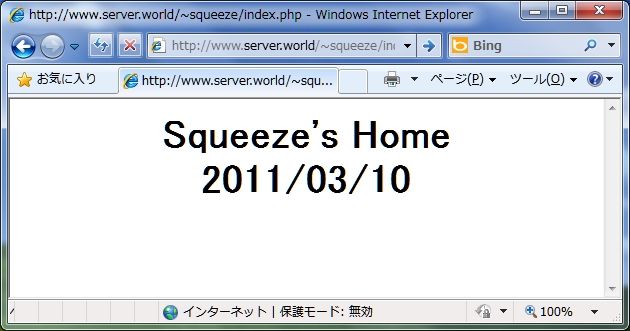 http://www.server.world/~squeeze/index.php - Windows Internet Explorer
http://www.server.world/~squeeze/in
Bing
お気に入り
http://www.server.world/~squ...
ページ(P)
ツール(O)
Squeeze's Home
2011/03/10
インターネット | 保護モード: 無効
100%